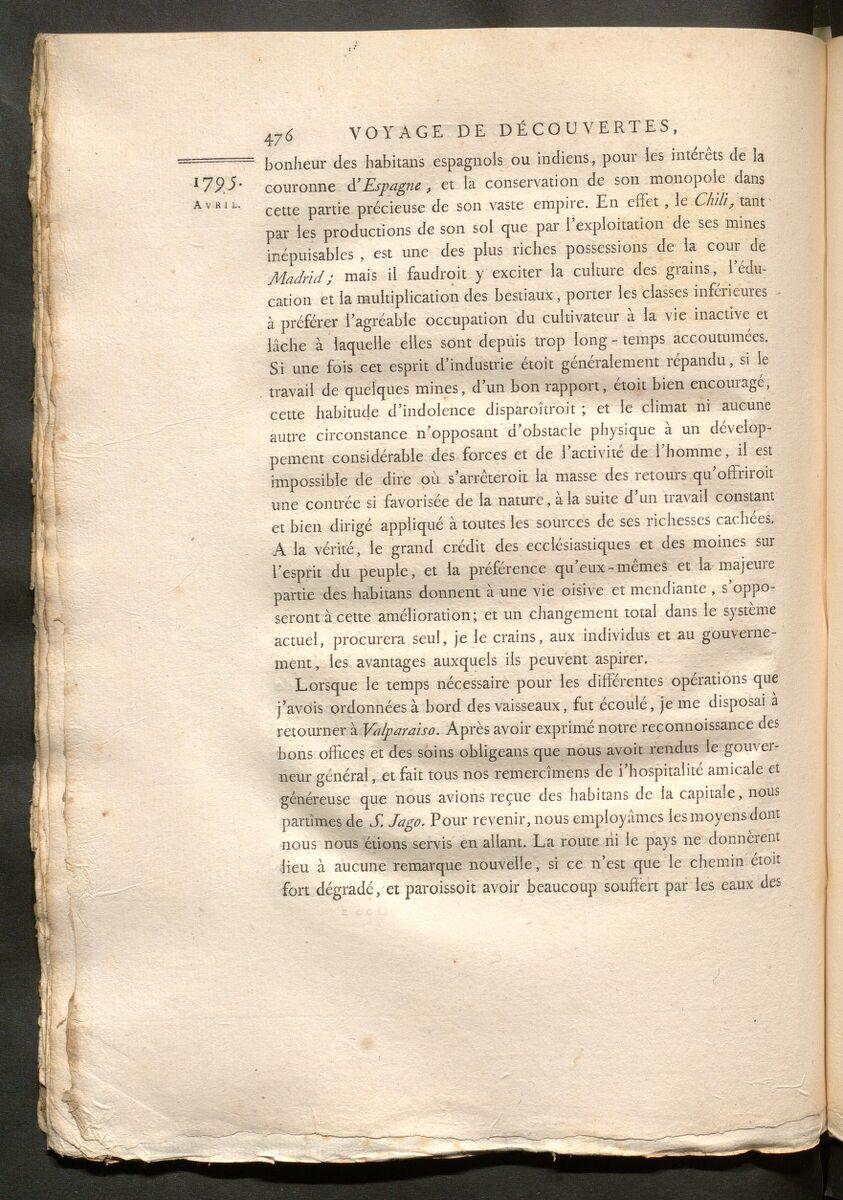 476 VOYAGE DE DÉCOUVERTES,
1795.
AVRIL.
bonheur des habitans espagnols ou indiens, pour les intérêts de la
couronne d'Espagne, et la conservation de son monopole dans
cette partie précieuse de son vaste empire. En effet, le Chili, tant
par les productions de son sol que par l'exploitation de ses mines
inépuisables, est une des plus riches possessions de la cour de
Madrid; mais il faudroit y exciter la culture des grains, l'édu-
cation et la multiplication des bestiaux, porter les classes inférieures
à préférer l'agréable occupation du cultivateur à la vie inactive et
lâche à laquelle elles sont depuis trop long-temps accoutumées.
Si une fois cet esprit d'industrie étoit généralement répandu, si le
travail de quelques mines, d'un bon rapport, étoit bien encouragé,
cette habitude d'indolence disparoîtroit; et le climat ni aucune
autre circonstance n'opposant d'obstacle physique à un dévelop-
pement considérable des forces et de l'activité de l'homme, il est
impossible de dire où s'arrêteroit la masse des retours qu'offriroit
une contrée si favorisée de la nature, à la suite d'un travail constant
et bien dirigé appliqué à toutes les sources de ses richesses cachées.
A la vérité, le grand crédit des ecclésiastiques et des moines sur
l'esprit du peuple, et la préférence qu'eux-mêmes et la majeure
partie des habitans donnent à une vie oisive et mendiante, s'oppo-
seront à cette amélioration; et un changement total dans le système
actuel, procurera seul, je le crains, aux individus et au gouverne-
ment, les avantages auxquels ils peuvent aspirer.
Lorsque le temps nécessaire pour les différentes opérations que
j'avois ordonnées à bord des vaisseaux, fut écoulé, je me disposai à
retourner à Valparaiso. Après avoir exprimé notre reconnoissance des
bons offices et des soins obligeans que nous avoit rendus le gouver-
neur général, et fait tous nos remercîmens de l'hospitalité amicale et
généreuse que nous avions reçue des habitans de la capitale, nous
partîmes de S. Jago. Pour revenir, nous employâmes les moyens dont
nous nous étions servis en allant. La route ni le pays ne donnèrent
lieu à aucune remarque nouvelle, si ce n'est que le chemin étoit
fort dégradé, et paroissoit avoir beaucoup souffert par les eaux des